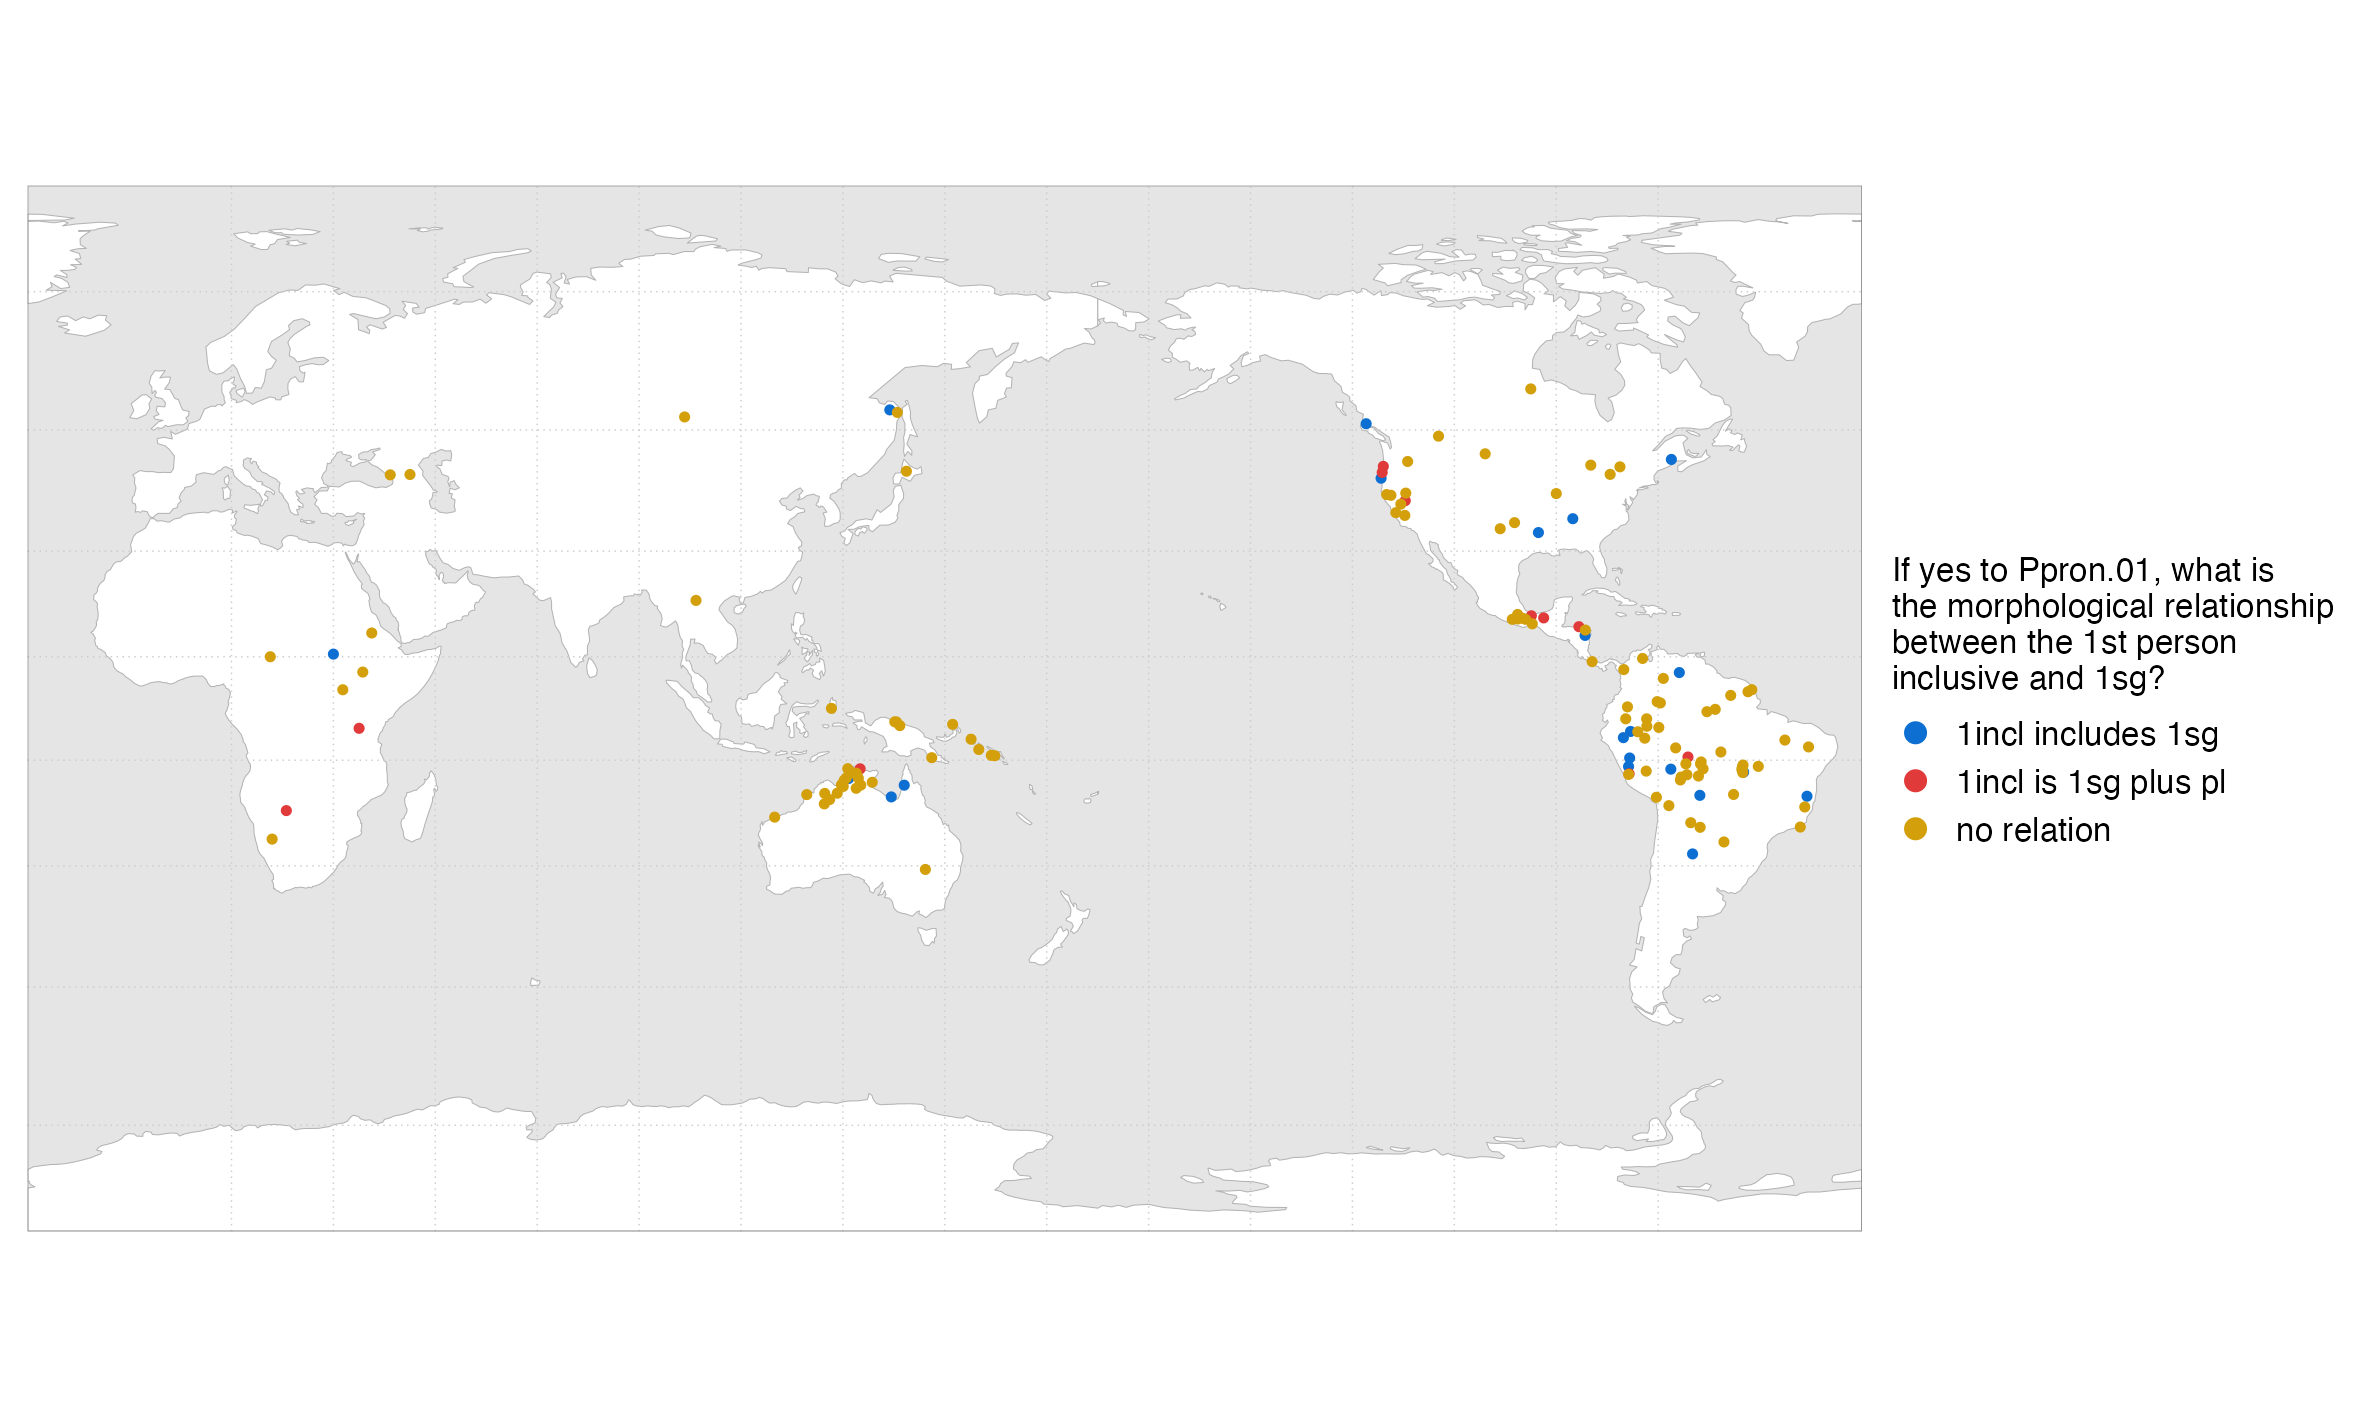 If yes to Ppron.01, what is
the morphological relationship
between the 1st person
inclusive and 1sg?
1incl includes 1sg
1incl is 1sg plus pl
no relation